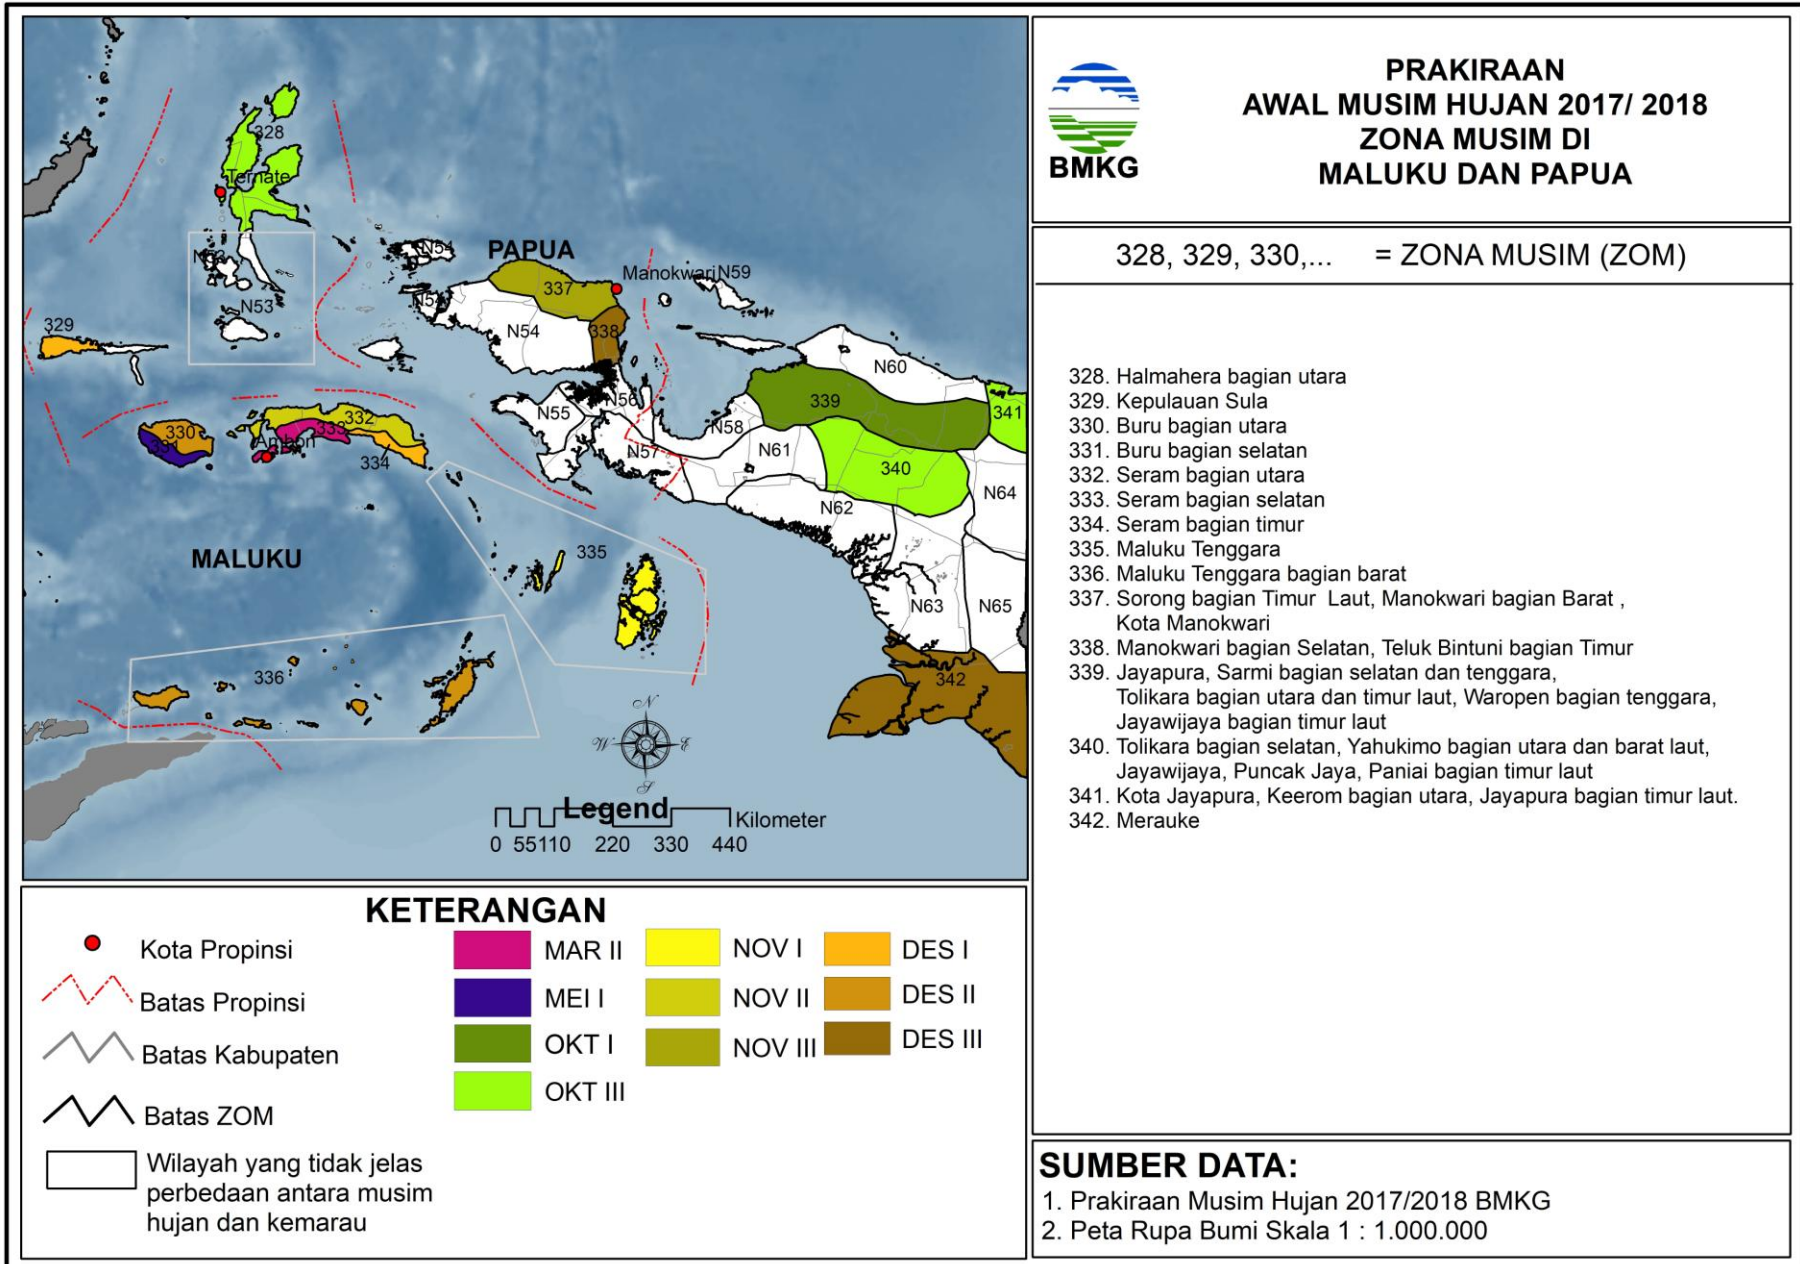 PRAKIRAAN
AWAL MUSIM HUJAN 2017/ 2018
ZONA MUSIM DI
MALUKU DAN PAPUA
BMKG
328, 329, 330,... = ZONA MUSIM (ZOM)
328. Halmahera bagian utara
329. Kepulauan Sula
330. Buru bagian utara
331. Buru bagian selatan
332. Seram bagian utara
333. Seram bagian selatan
334. Seram bagian timur
335. Maluku Tenggara
336. Maluku Tenggara bagian barat
337. Sorong bagian Timur Laut, Manokwari bagian Barat ,
Kota Manokwari
338. Manokwari bagian Selatan, Teluk Bintuni bagian Timur
339. Jayapura, Sarmi bagian selatan dan tenggara,
Tolikara bagian utara dan timur laut, Waropen bagian tenggara,
Jayawijaya bagian timur laut
340. Tolikara bagian selatan, Yahukimo bagian utara dan barat laut,
Jayawijaya, Puncak Jaya, Paniai bagian timur laut
341. Kota Jayapura, Keerom bagian utara, Jayapura bagian timur laut.
342. Merauke
SUMBER DATA:
1. Prakiraan Musim Hujan 2017/2018 BMKG
2. Peta Rupa Bumi Skala 1 : 1.000.000
328
Ternate
N53
N53
329
N54
PAPUA
Manokwari
N59
337
N54
N54
338
N60
N55
N56
N58
339
341
330
331
332
333
Ambon
334
N57
N61
340
N64
N62
335
MALUKU
N63
N65
336
342
N
W
E
S
Legend
Kilometer
0 55110 220 330 440
KETERANGAN
Kota Propinsi
Batas Propinsi
Batas Kabupaten
Batas ZOM
Wilayah yang tidak jelas
perbedaan antara musim
hujan dan kemarau
MAR II
MEI I
OKT I
OKT III
NOV I
NOV II
NOV III
DES I
DES II
DES III